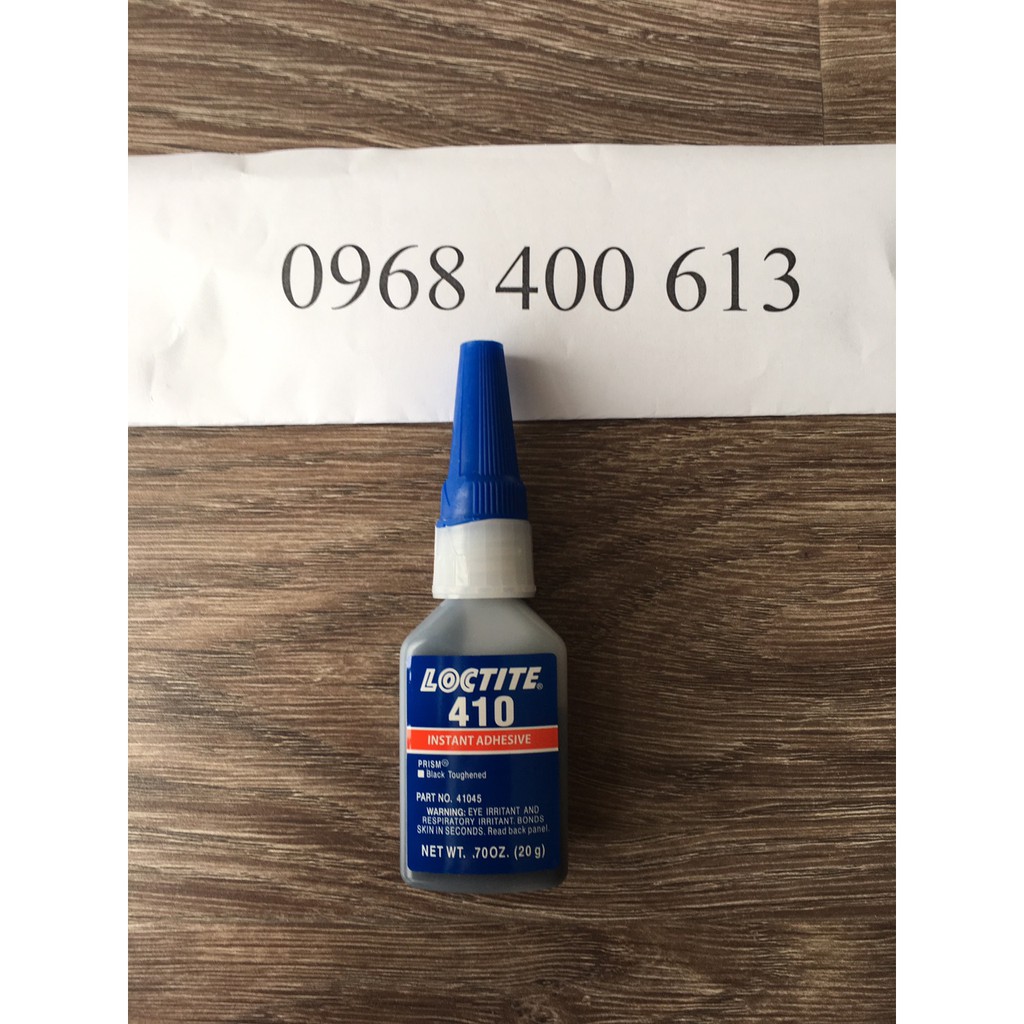 0968 400 613
LOCTITE®
410
INSTANT ADHESIVE
PRISM®
Black Toughened
PART NO. 41045
WARNING: EYE IRRITANT AND
RESPIRATORY IRRITANT. BONDS
SKIN IN SECONDS. Read back panel.
NET WT. .70OZ. (20 g)